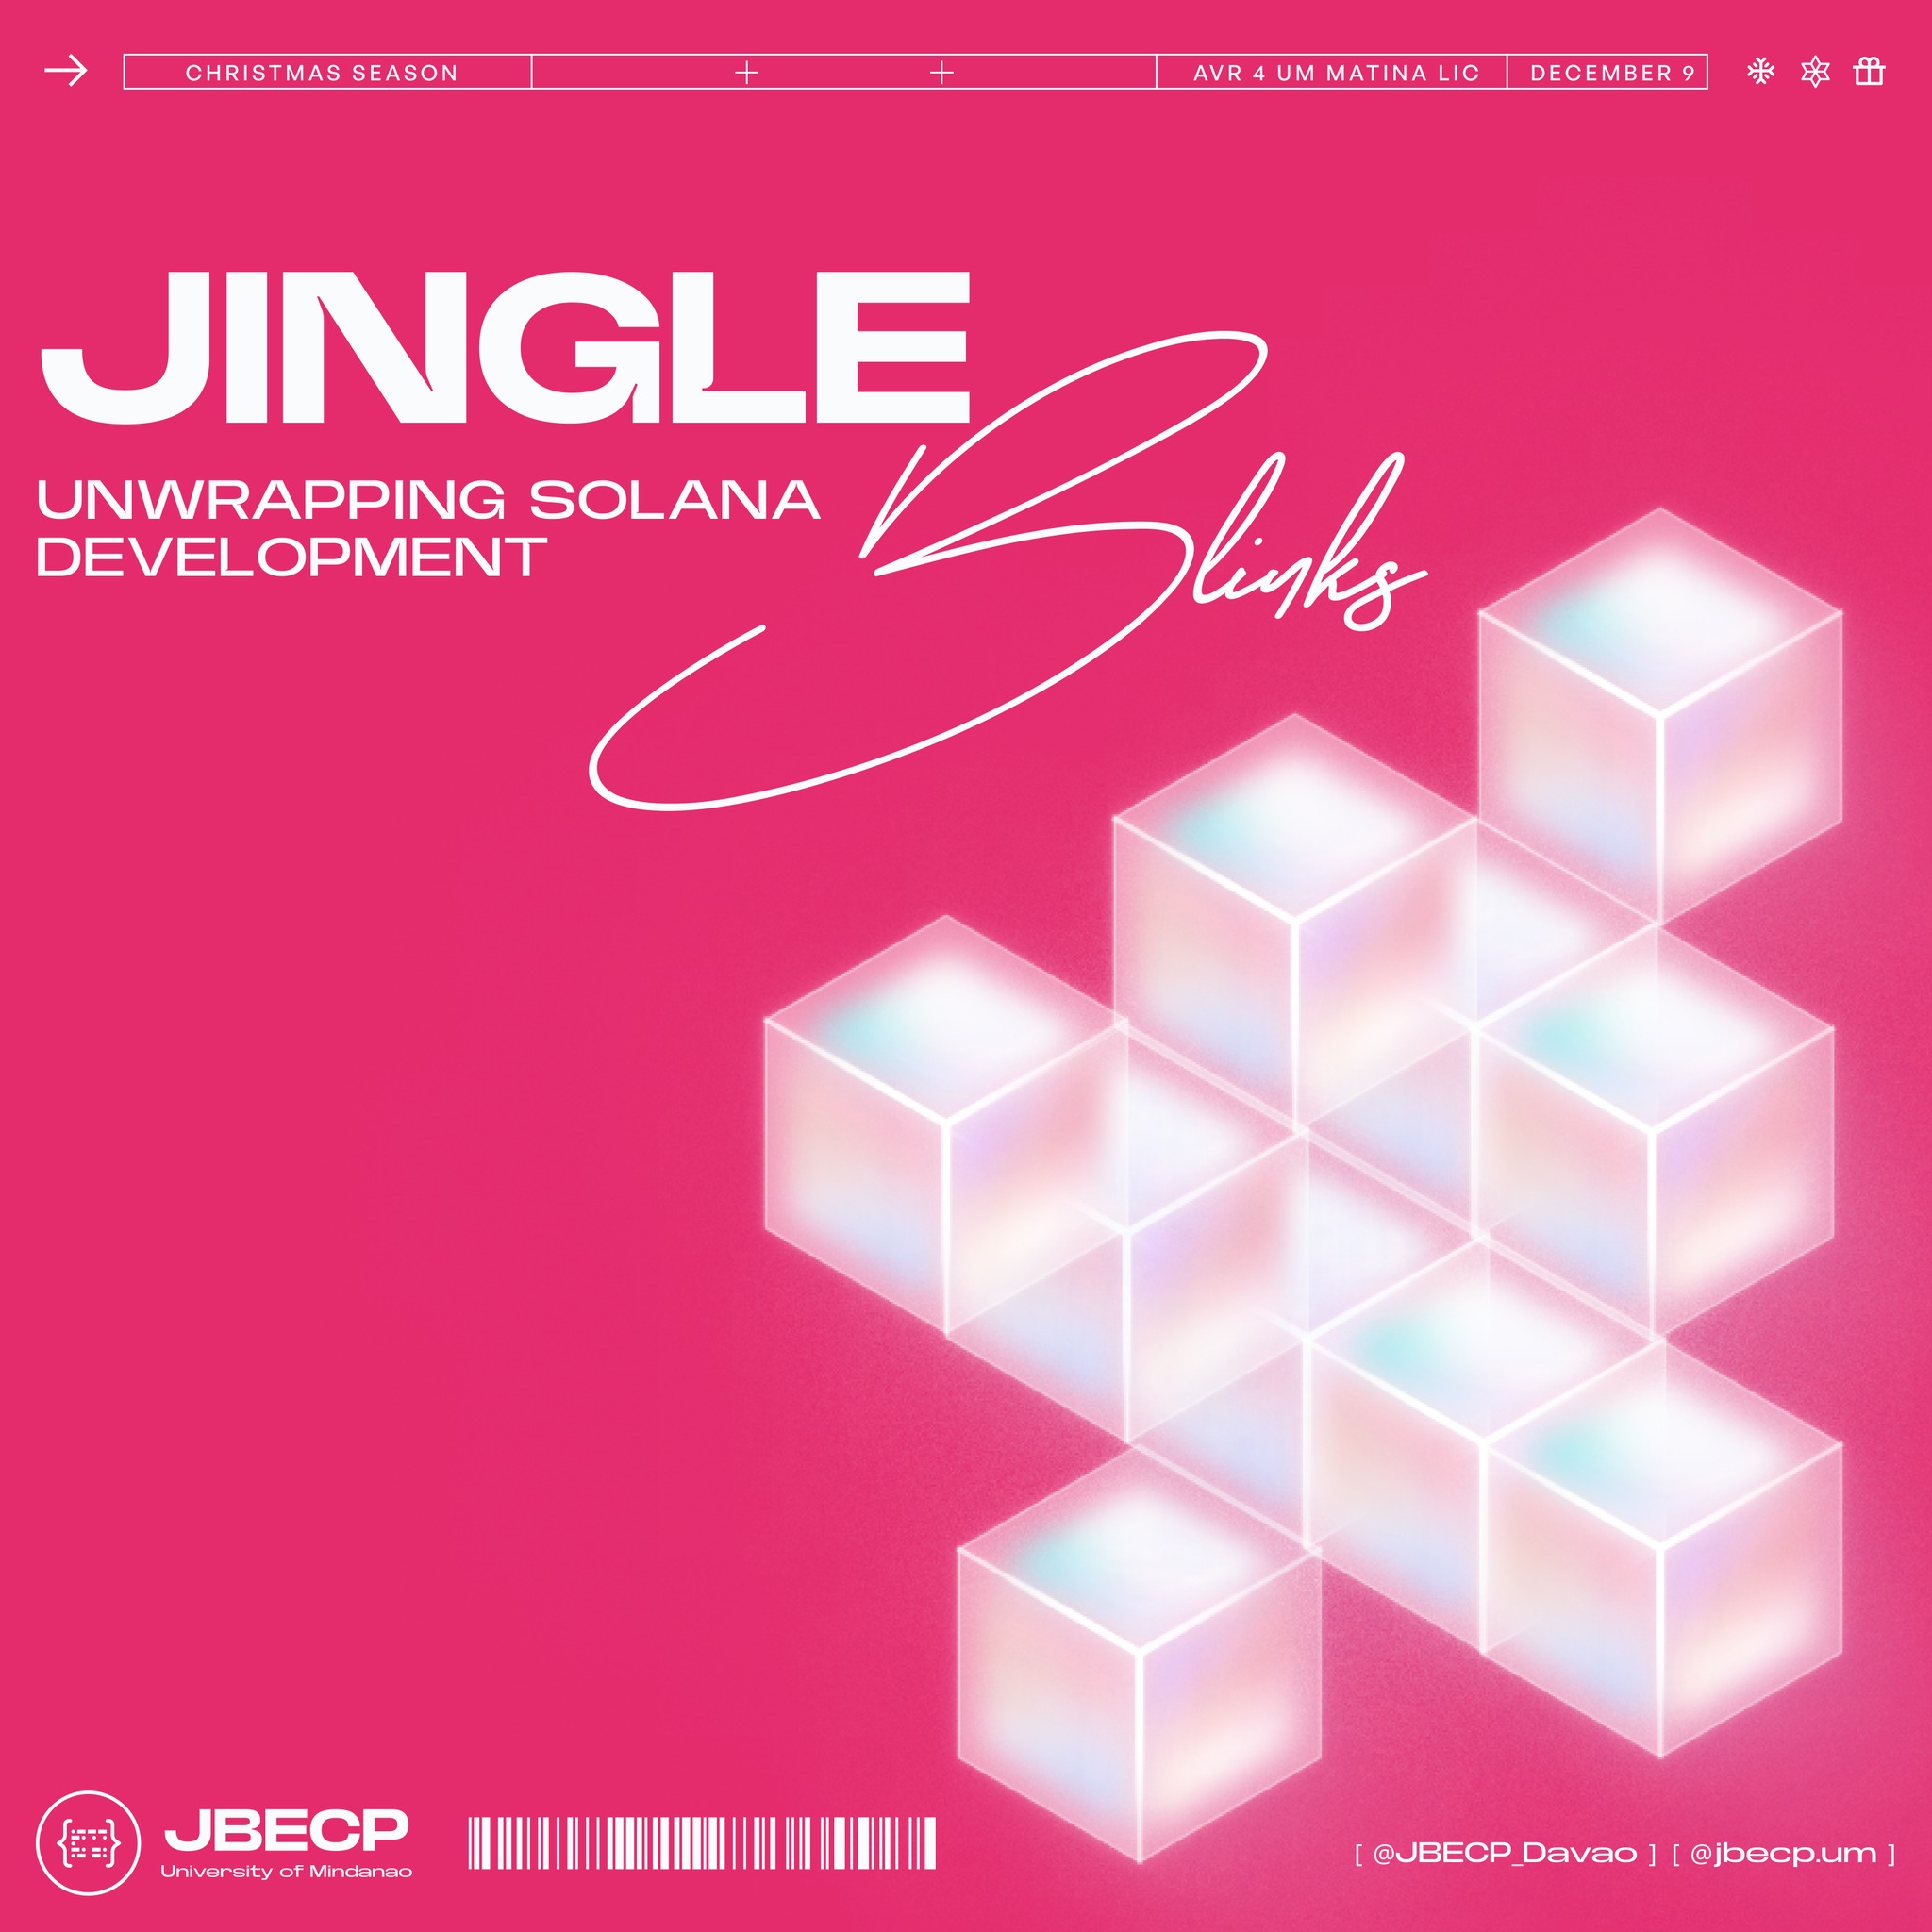 CHRISTMAS SEASON
AVR 4 UM MATINA LIC
DECEMBER 9
JINGLE
Blinks
UNWRAPPING SOLANA
DEVELOPMENT
JBECP
University of Mindanao
[ @JBECP_Davao ] [ @jbecp.um ]